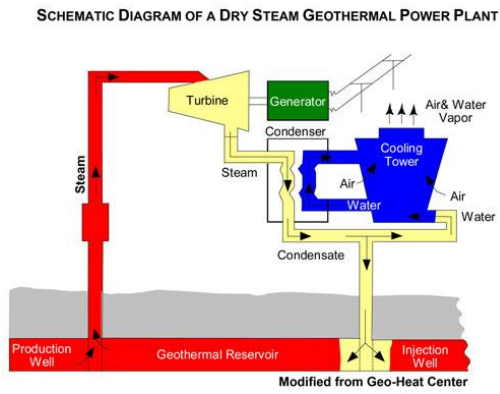 SCHEMATIC DIAGRAM OF A DRY STEAM GEOTHERMAL POWER PLANT
Turbine
Generator
Air& Water
Vapor
Condenser
Cooling
Tower
Steam
Steam
Air
Air
Water
Water
Condensate
Production
Well
Geothermal Reservoir
Injection
Well
Modified from Geo-Heat Center